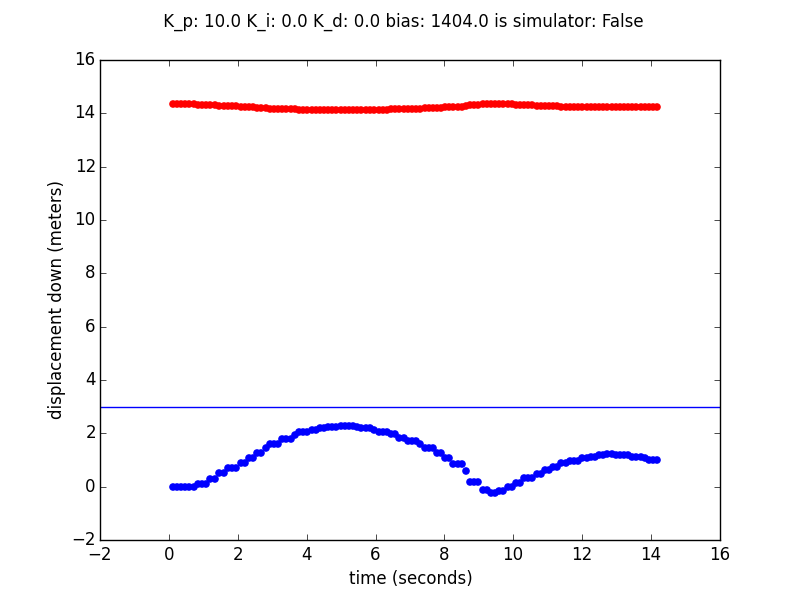 K_p: 10.0 K_i: 0.0 K_d: 0.0 bias: 1404.0 is simulator: False
16
14
12
10
8
6
4
2
0
−2
displacement down (meters)
−2 0 2 4 6 8 10 12 14 16
time (seconds)